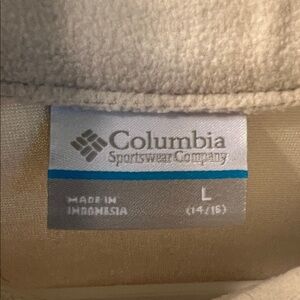 Columbia
Sportswear Company
MADE IN
INDONESIA
L
(14/16)